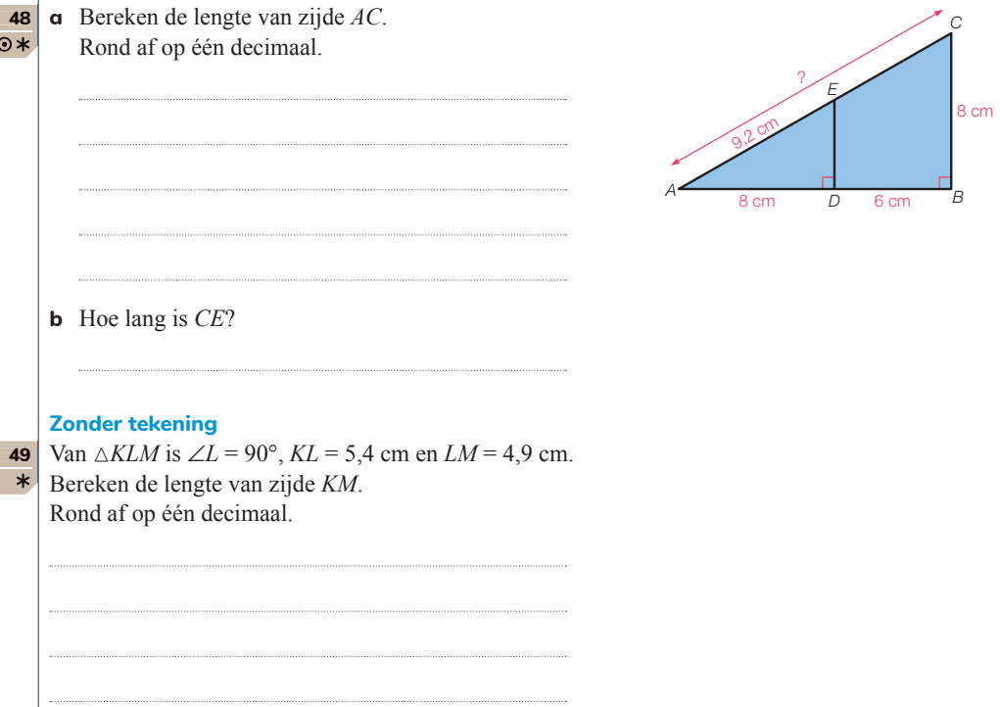 48 a Bereken de lengte van zijde AC.
Rond af op één decimaal.
C
?
E
9,2 cm
8 cm
A
8 cm
D
6 cm
B
b Hoe lang is CE?
Zonder tekening
49 Van △KLM is ∠L = 90°, KL = 5,4 cm en LM = 4,9 cm.
Bereken de lengte van zijde KM.
Rond af op één decimaal.